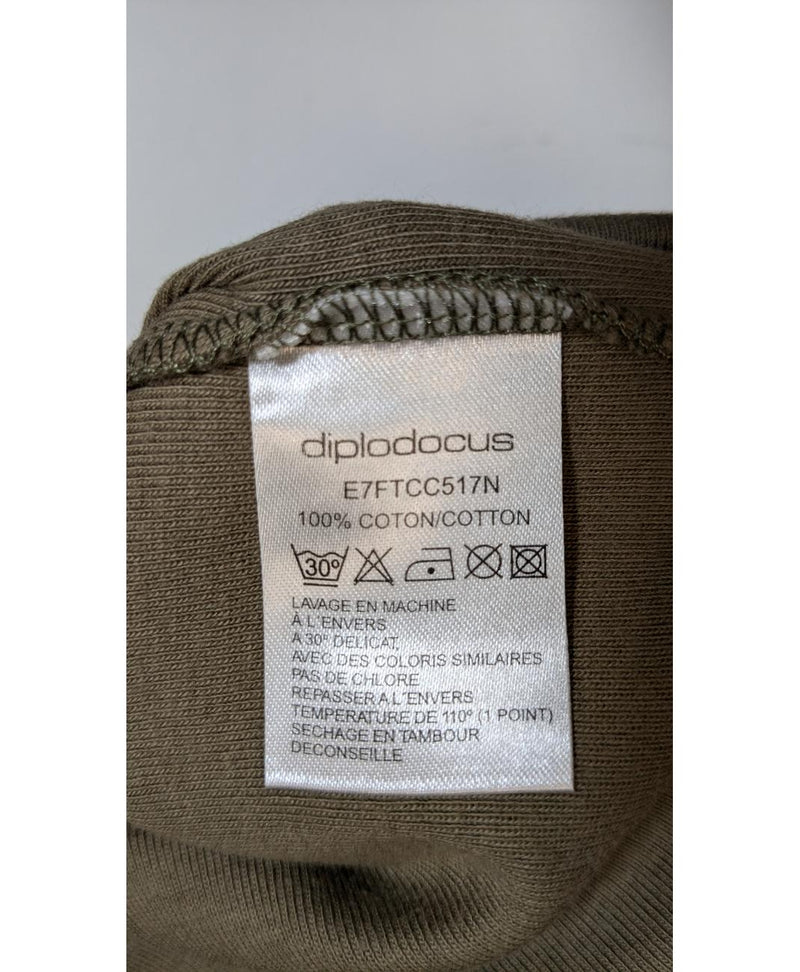 diplodocus
E7FTCC517N
100% COTON/COTTON
30°
LAVAGE EN MACHINE
À L'ENVERS
A 30° DELICAT,
AVEC DES COLORIS SIMILAIRES
PAS DE CHLORE
REPASSER A L'ENVERS
TEMPERATURE DE 110° (1 POINT)
SECHAGE EN TAMBOUR
DECONSEILLE